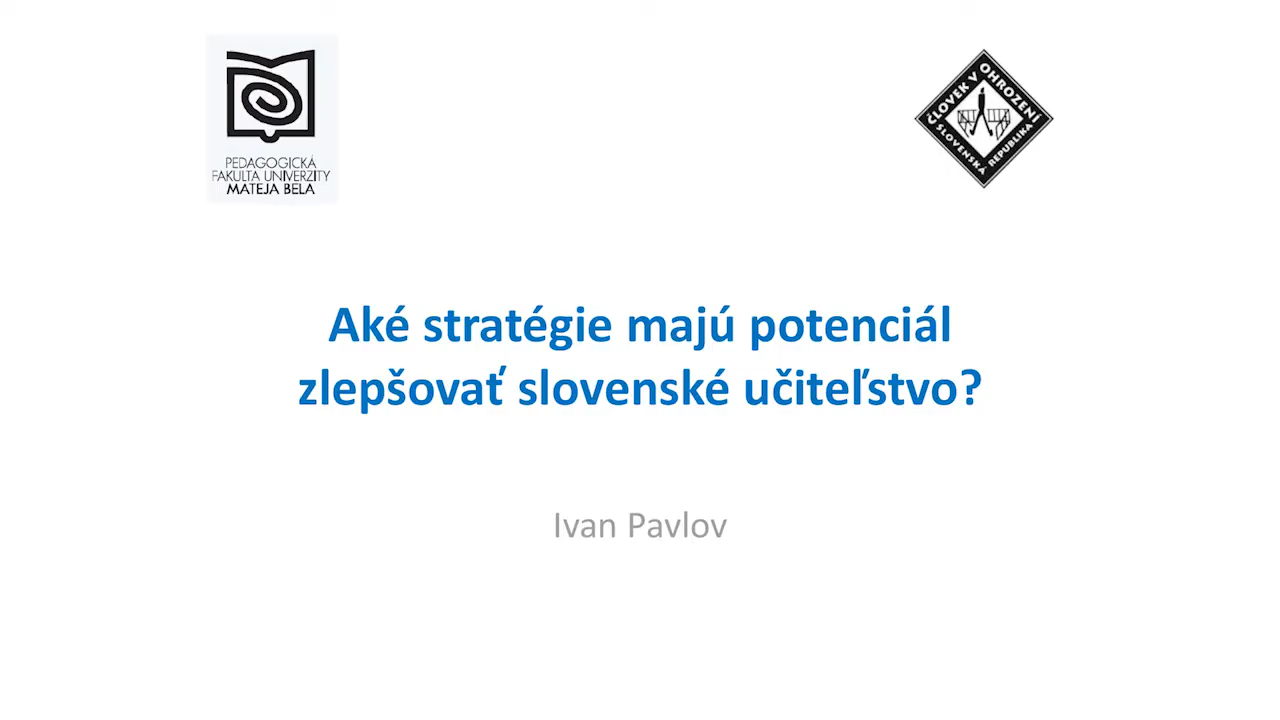 PEDAGOGICKÁ
FAKULTA UNIVERZITY
MATEJA BELA
ČLOVEK V OHROZENÍ
SLOVENSKÁ REPUBLIKA
Aké stratégie majú potenciál
zlepšovať slovenské učiteľstvo?
Ivan Pavlov